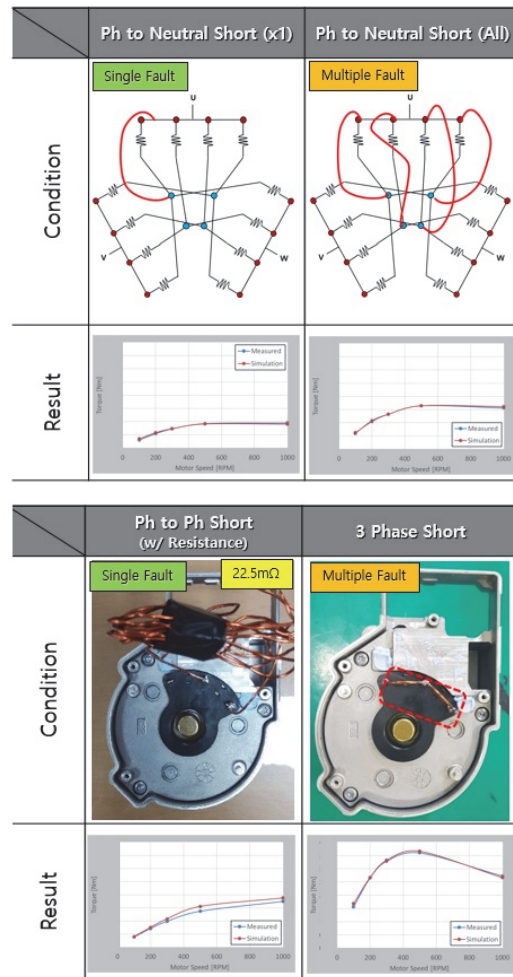 Ph to Neutral Short (x1)
Ph to Neutral Short (All)
Condition
Single Fault
U
V
W
Multiple Fault
U
V
W
Result
Torque [Nm]
Measured
Simulation
0 200 400 600 800 1000
Motor Speed [RPM]
Torque [Nm]
Measured
Simulation
0 200 400 600 800 1000
Motor Speed [RPM]
Ph to Ph Short
(w/ Resistance)
3 Phase Short
Condition
Single Fault
22.5mΩ
Multiple Fault
Result
Torque [Nm]
Measured
Simulation
0 200 400 600 800 1000
Motor Speed [RPM]
Torque [Nm]
Measured
Simulation
0 200 400 600 800 1000
Motor Speed [RPM]